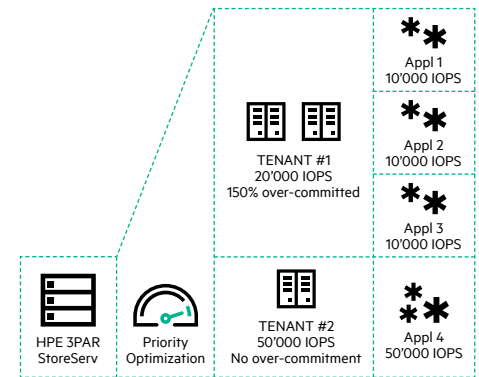 Appl 1
10'000 IOPS
Appl 2
10'000 IOPS
TENANT #1
20'000 IOPS
150% over-committed
Appl 3
10'000 IOPS
HPE 3PAR
StoreServ
Priority
Optimization
TENANT #2
50'000 IOPS
No over-commitment
Appl 4
50'000 IOPS